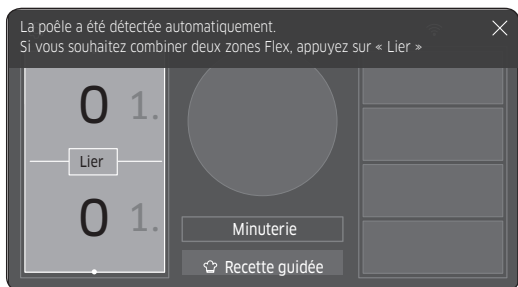 La poêle a été détectée automatiquement.
Si vous souhaitez combiner deux zones Flex, appuyez sur « Lier »
0 1.
Lier
0 1.
Minuterie
Recette guidée